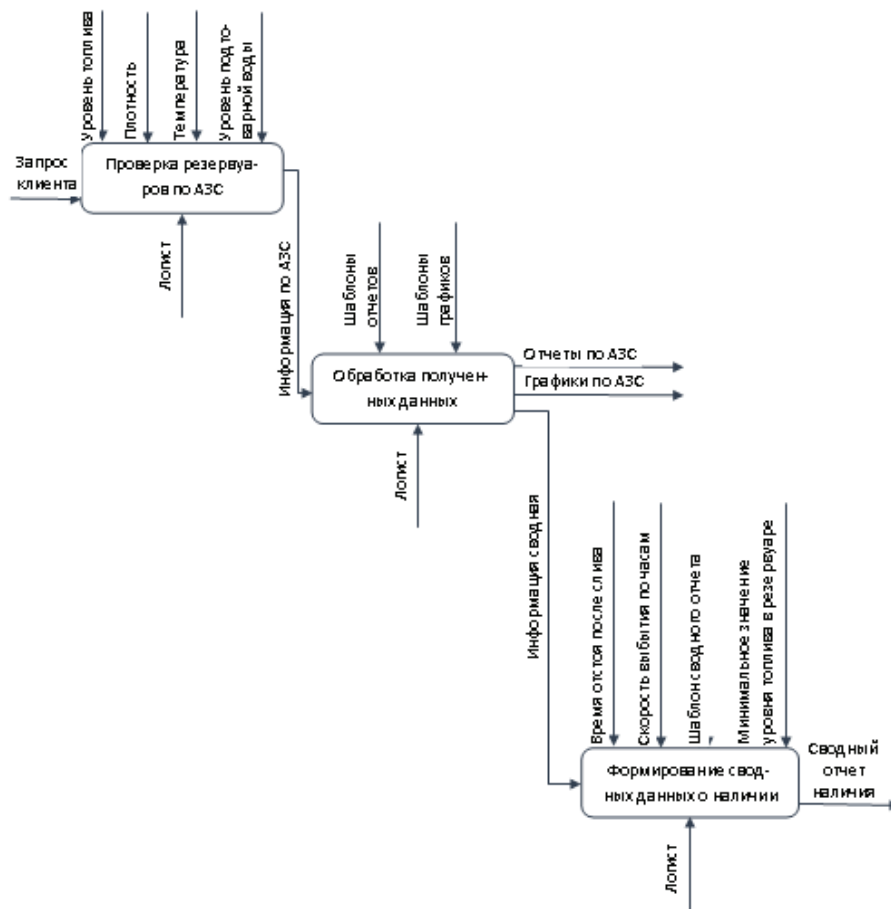 Уровень топлива
Плотность
Температура
Уровень подто-
варной воды
Запрос
клиента
Проверка резервуа-
ров по АЗС
Логист
Информация по АЗС
Шаблоны
отчетов
Шаблоны
графиков
Обработка получен-
ных данных
Отчеты по АЗС
Графики по АЗС
Логист
Информация сводная
Время отстоя после слива
Скорость выбытия по часам
Шаблон сводного отчета
Минимальное значение
уровня топлива в резервуаре
Формирование свод-
ных данных о наличии
Сводный
отчет
наличия
Логист